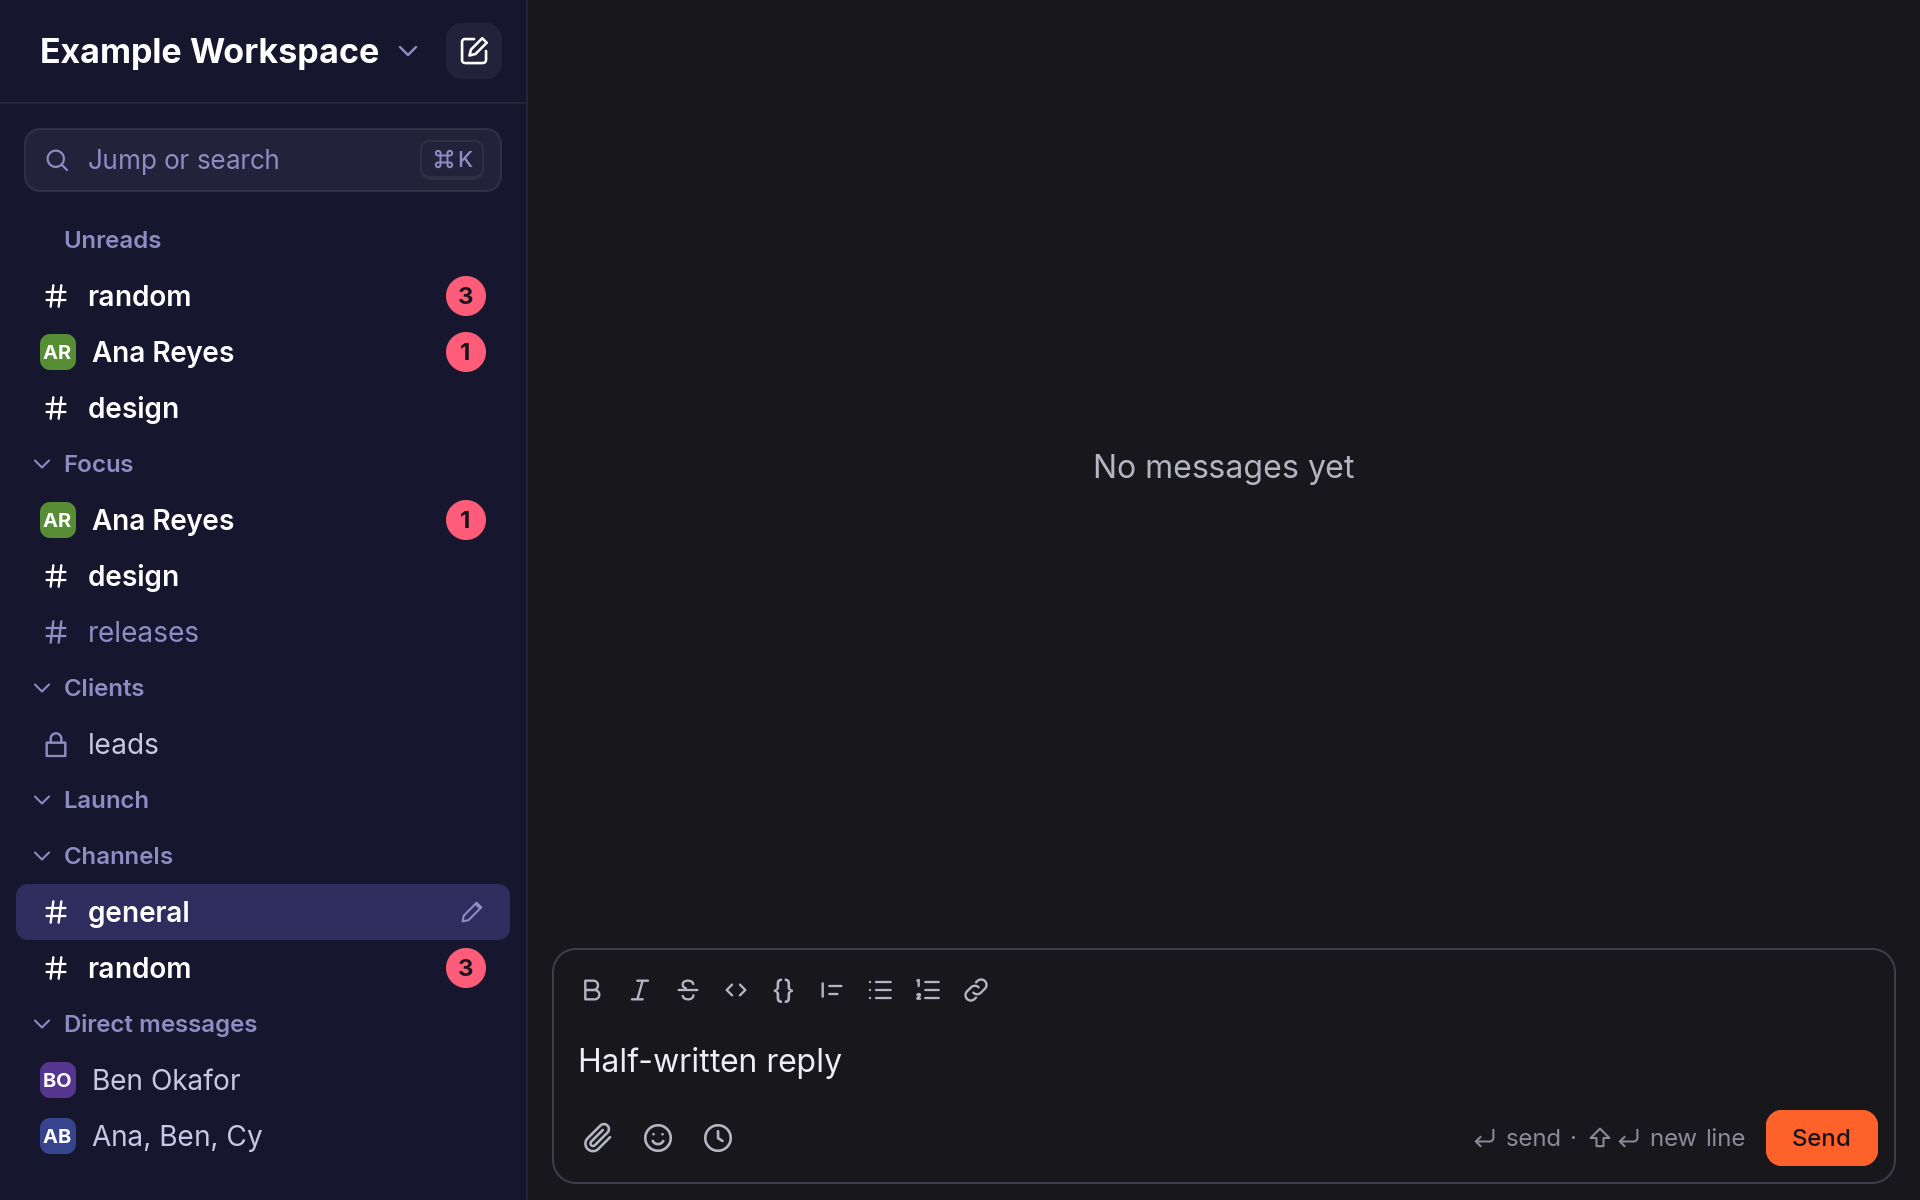 Example Workspace
Jump or search ⌘K
Unreads
# random 3
AR Ana Reyes 1
# design
Focus
AR Ana Reyes 1
# design
# releases
Clients
leads
Launch
Channels
# general
# random 3
Direct messages
BO Ben Okafor
AB Ana, Ben, Cy
No messages yet
Half-written reply
send · new line
Send